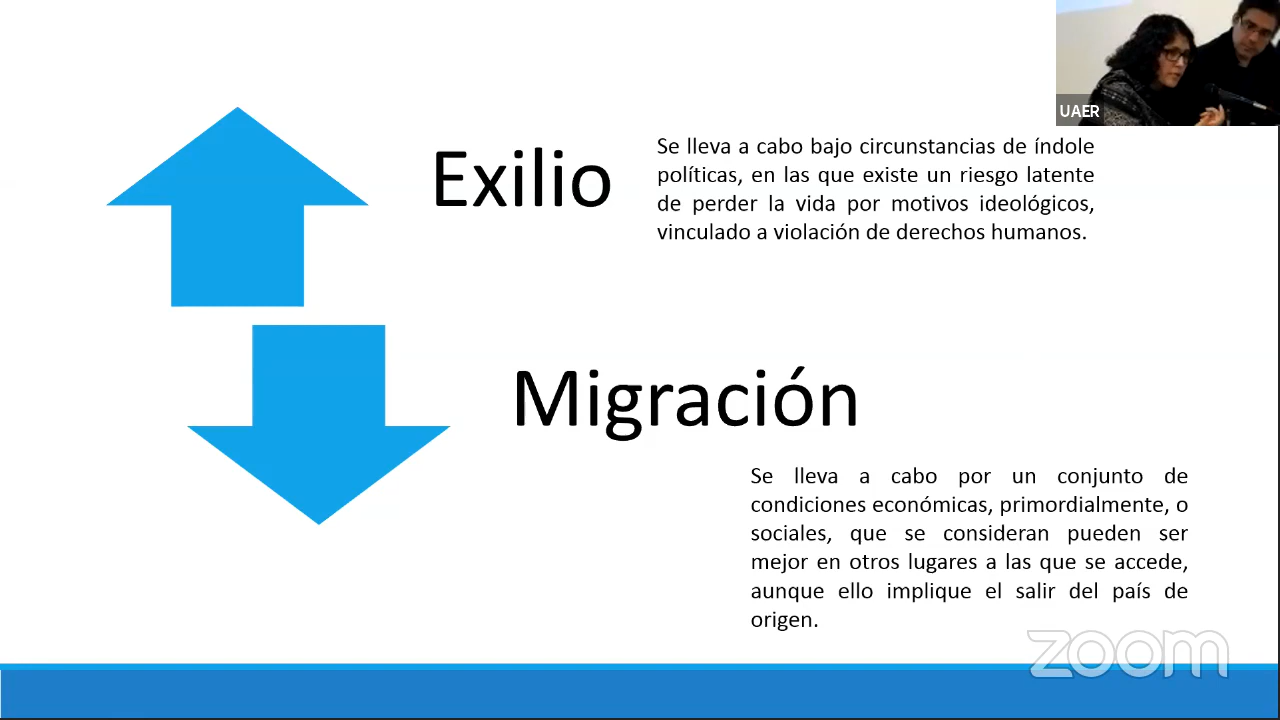 UAER
Exilio
Se lleva a cabo bajo circunstancias de índole
políticas, en las que existe un riesgo latente
de perder la vida por motivos ideológicos,
vinculado a violación de derechos humanos.
Migración
Se lleva a cabo por un conjunto de
condiciones económicas, primordialmente, o
sociales, que se consideran pueden ser
mejor en otros lugares a las que se accede,
aunque ello implique el salir del país de
origen.
zoom